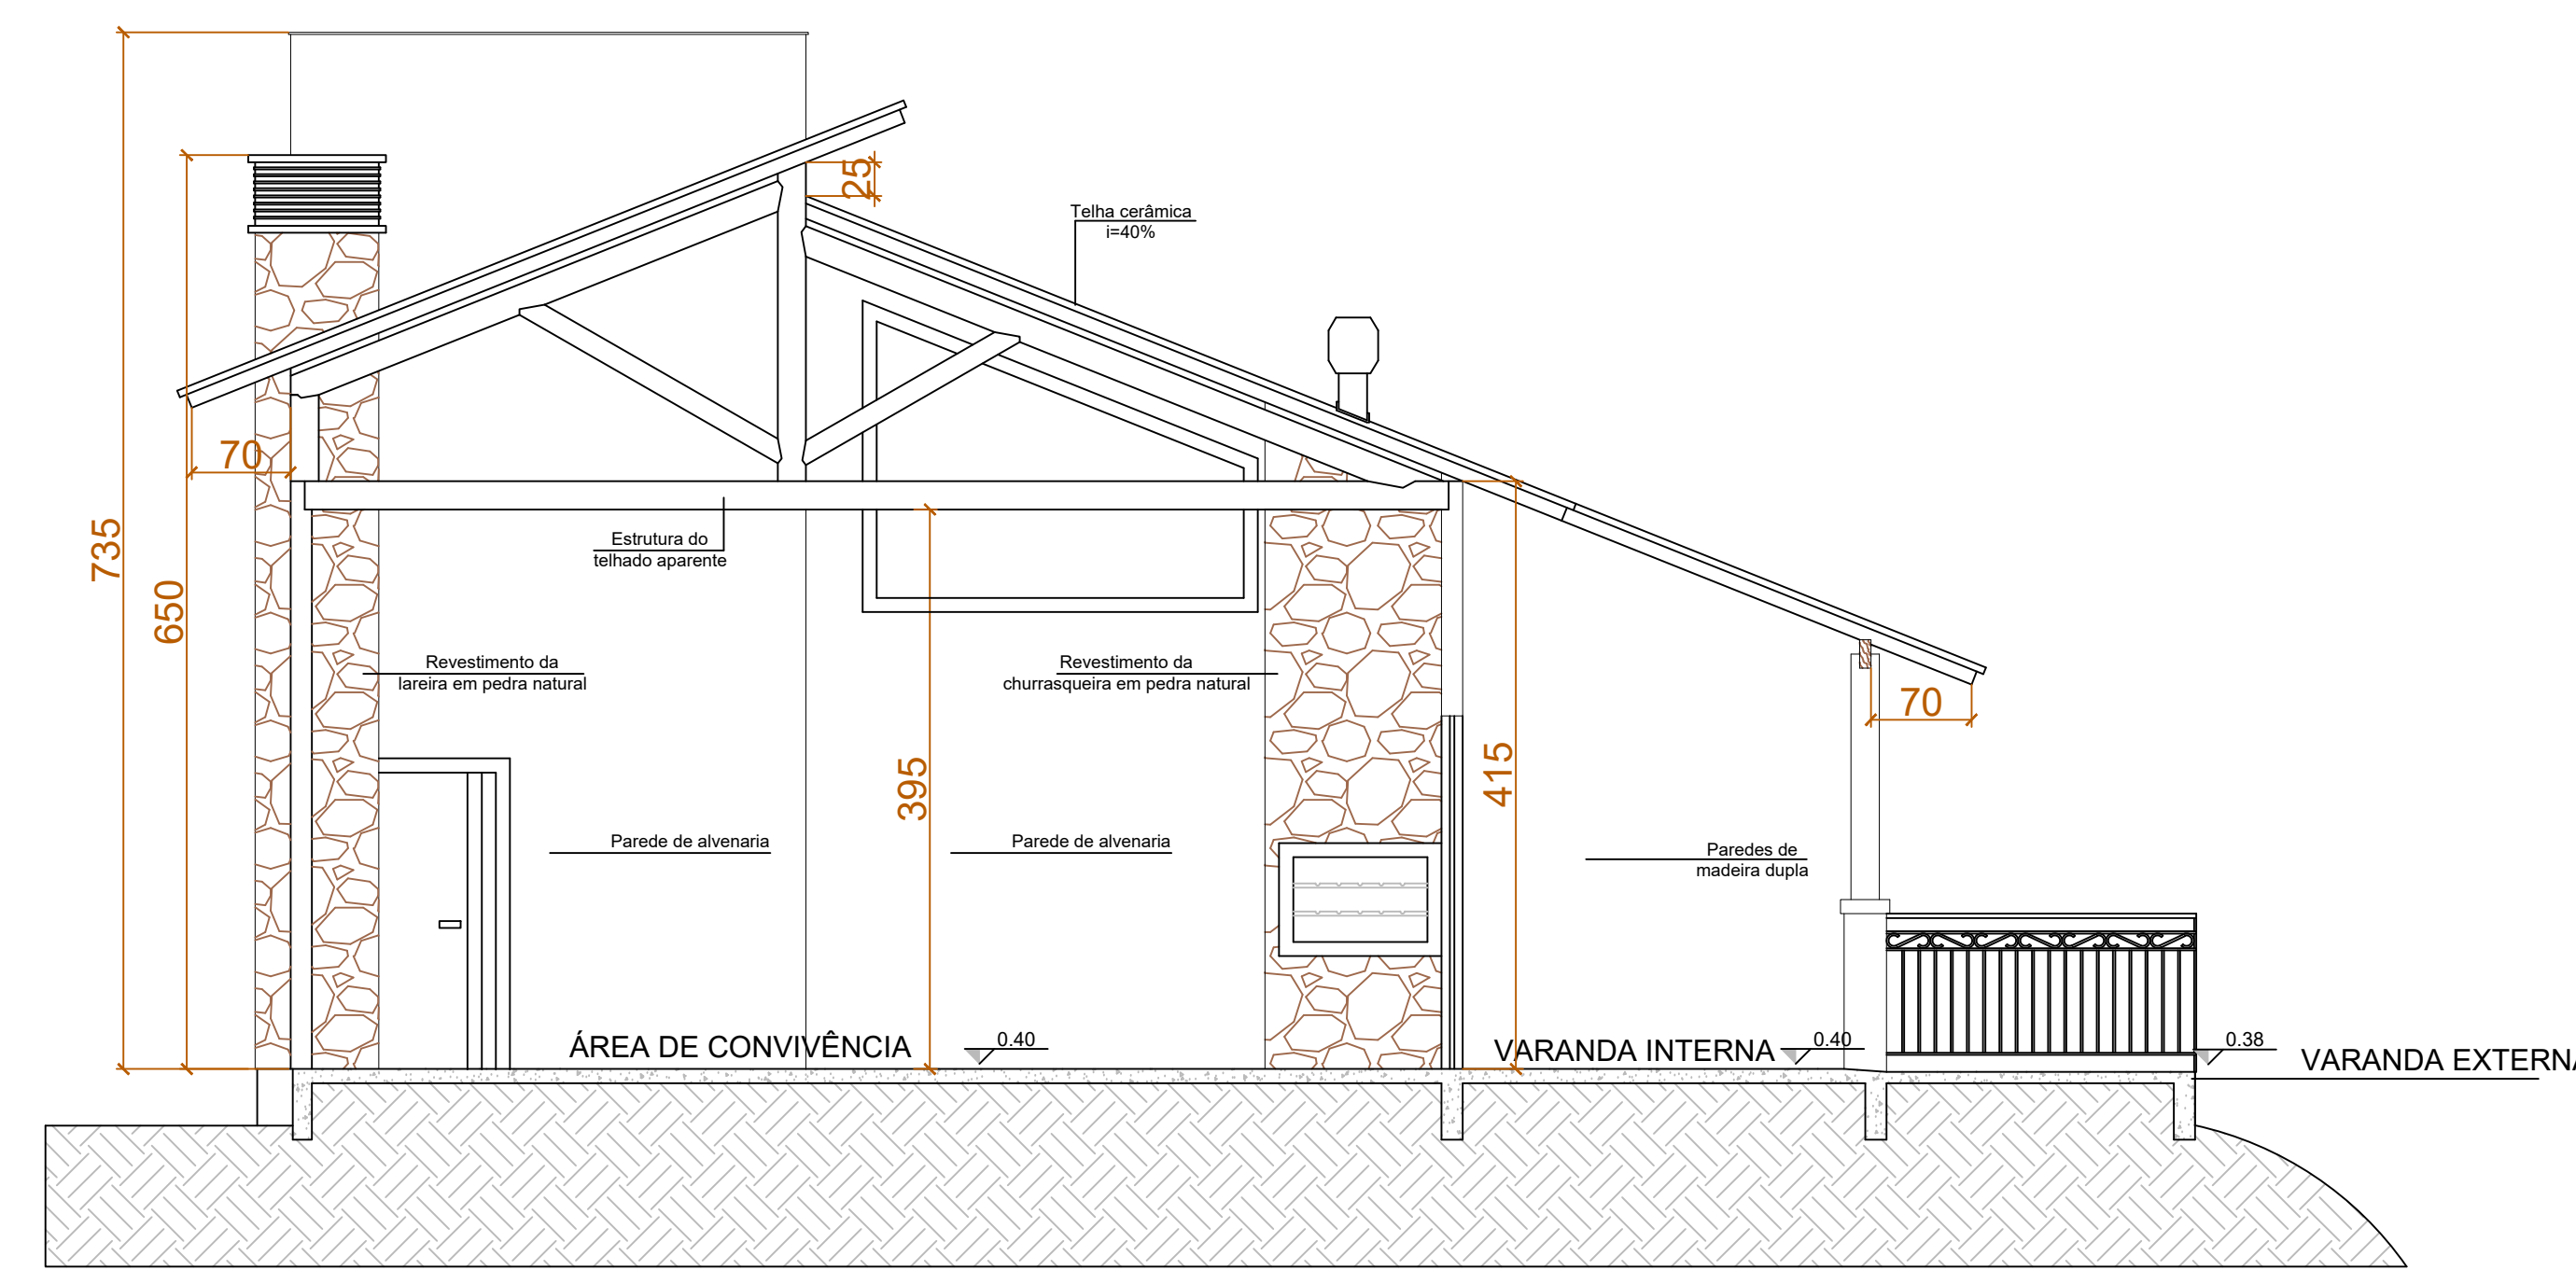 25
Telha cerâmica
i=40%
70
735
650
Estrutura do
telhado aparente
Revestimento da
lareira em pedra natural
Revestimento da
churrasqueira em pedra natural
70
395
415
Parede de alvenaria
Parede de alvenaria
Paredes de
madeira dupla
ÁREA DE CONVIVÊNCIA
0.40
VARANDA INTERNA
0.40
0.38
VARANDA EXTERNA